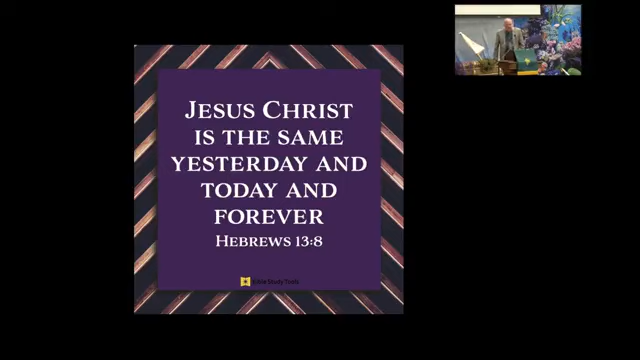 JESUS CHRIST
IS THE SAME
YESTERDAY AND
TODAY AND
FOREVER
HEBREWS 13:8
Bible Study Tools